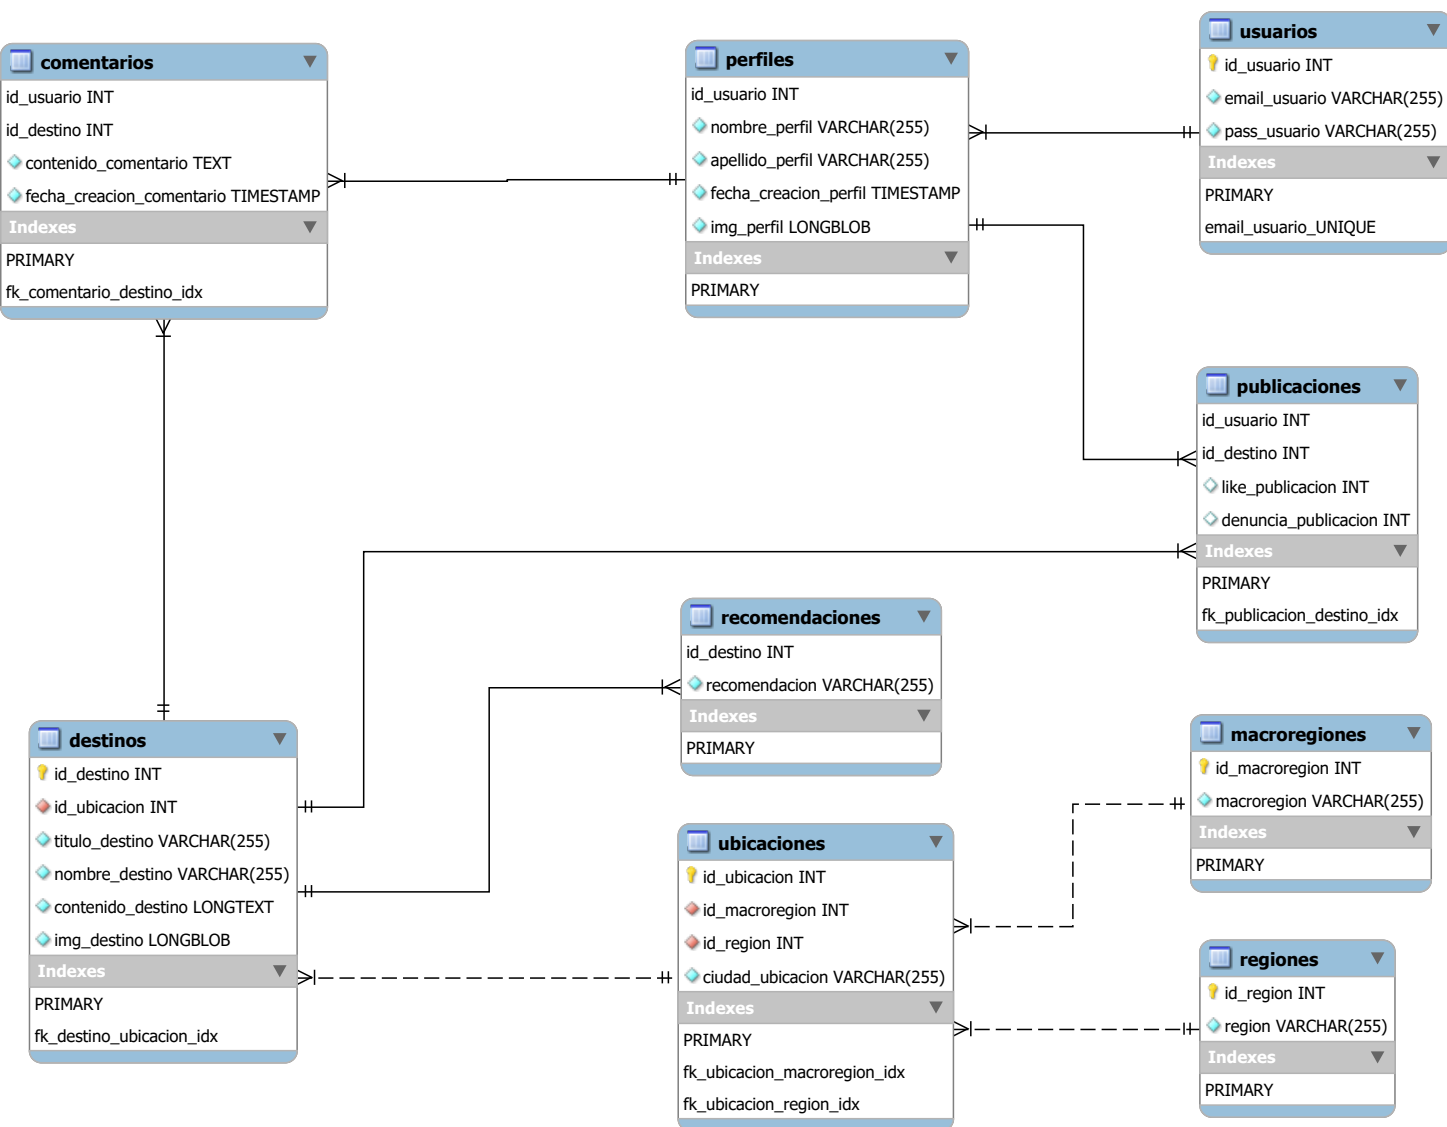 comentarios
id_usuario INT
id_destino INT
contenido_comentario TEXT
fecha_creacion_comentario TIMESTAMP
Indexes
PRIMARY
fk_comentario_destino_idx
perfiles
id_usuario INT
nombre_perfil VARCHAR(255)
apellido_perfil VARCHAR(255)
fecha_creacion_perfil TIMESTAMP
img_perfil LONGBLOB
Indexes
PRIMARY
usuarios
id_usuario INT
email_usuario VARCHAR(255)
pass_usuario VARCHAR(255)
Indexes
PRIMARY
email_usuario_UNIQUE
publicaciones
id_usuario INT
id_destino INT
like_publicacion INT
denuncia_publicacion INT
Indexes
PRIMARY
fk_publicacion_destino_idx
recomendaciones
id_destino INT
recomendacion VARCHAR(255)
Indexes
PRIMARY
destinos
id_destino INT
id_ubicacion INT
titulo_destino VARCHAR(255)
nombre_destino VARCHAR(255)
contenido_destino LONGTEXT
img_destino LONGBLOB
Indexes
PRIMARY
fk_destino_ubicacion_idx
ubicaciones
id_ubicacion INT
id_macroregion INT
id_region INT
ciudad_ubicacion VARCHAR(255)
Indexes
PRIMARY
fk_ubicacion_macroregion_idx
fk_ubicacion_region_idx
macroregiones
id_macroregion INT
macroregion VARCHAR(255)
Indexes
PRIMARY
regiones
id_region INT
region VARCHAR(255)
Indexes
PRIMARY